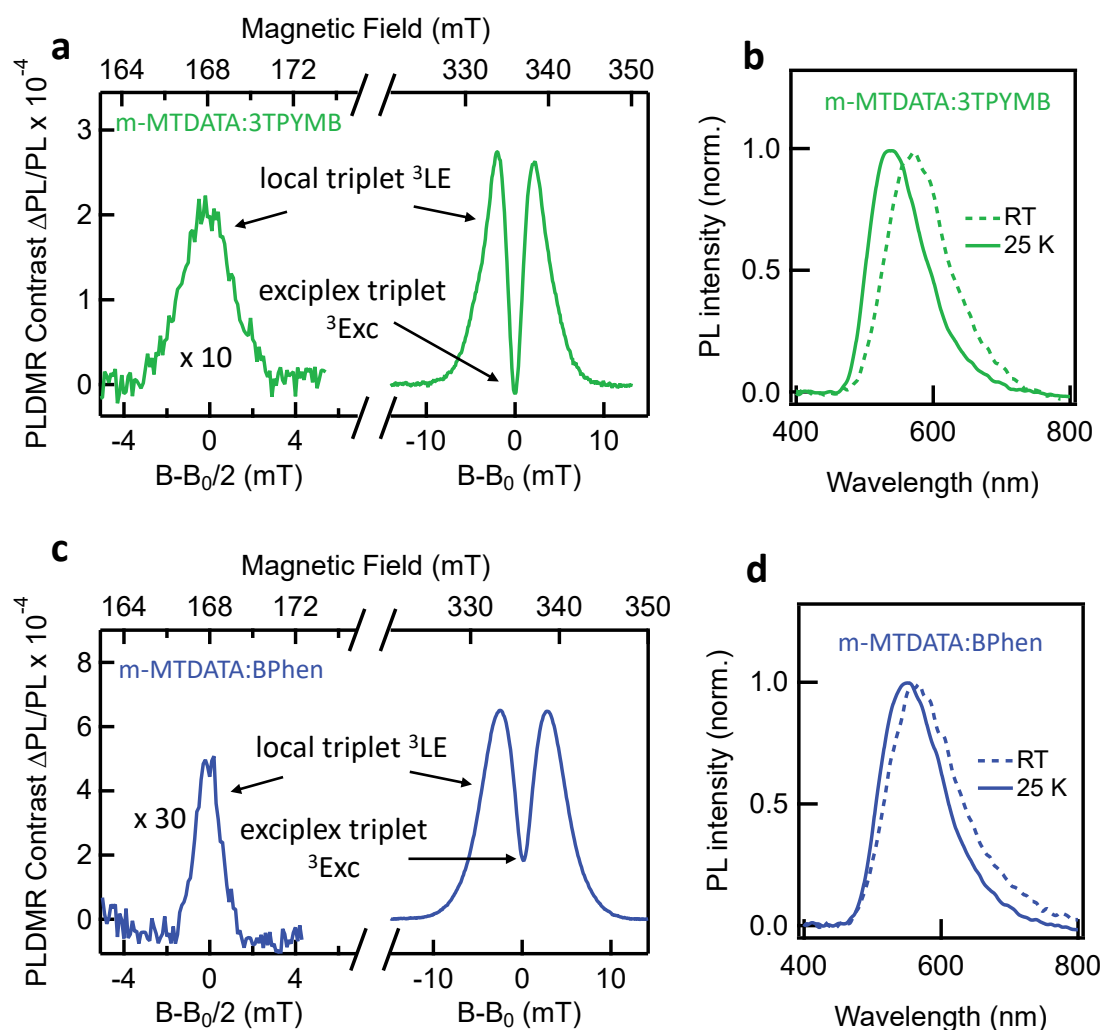 a
Magnetic Field (mT)
164 168 172 330 340 350
PLDMR Contrast ΔPL/PL x 10⁻⁴
3
2
1
0
m-MTDATA:3TPYMB
local triplet ³LE
exciplex triplet
³Exc
x 10
-4 0 4 -10 0 10
B-B₀/2 (mT) B-B₀ (mT)
b
PL intensity (norm.)
1.0
0.5
0.0
m-MTDATA:3TPYMB
RT
25 K
400 600 800
Wavelength (nm)
c
Magnetic Field (mT)
164 168 172 330 340 350
PLDMR Contrast ΔPL/PL x 10⁻⁴
8
6
4
2
0
m-MTDATA:BPhen
local triplet ³LE
x 30
exciplex triplet
³Exc
-4 0 4 -10 0 10
B-B₀/2 (mT) B-B₀ (mT)
d
PL intensity (norm.)
1.0
0.5
0.0
m-MTDATA:BPhen
RT
25 K
400 600 800
Wavelength (nm)